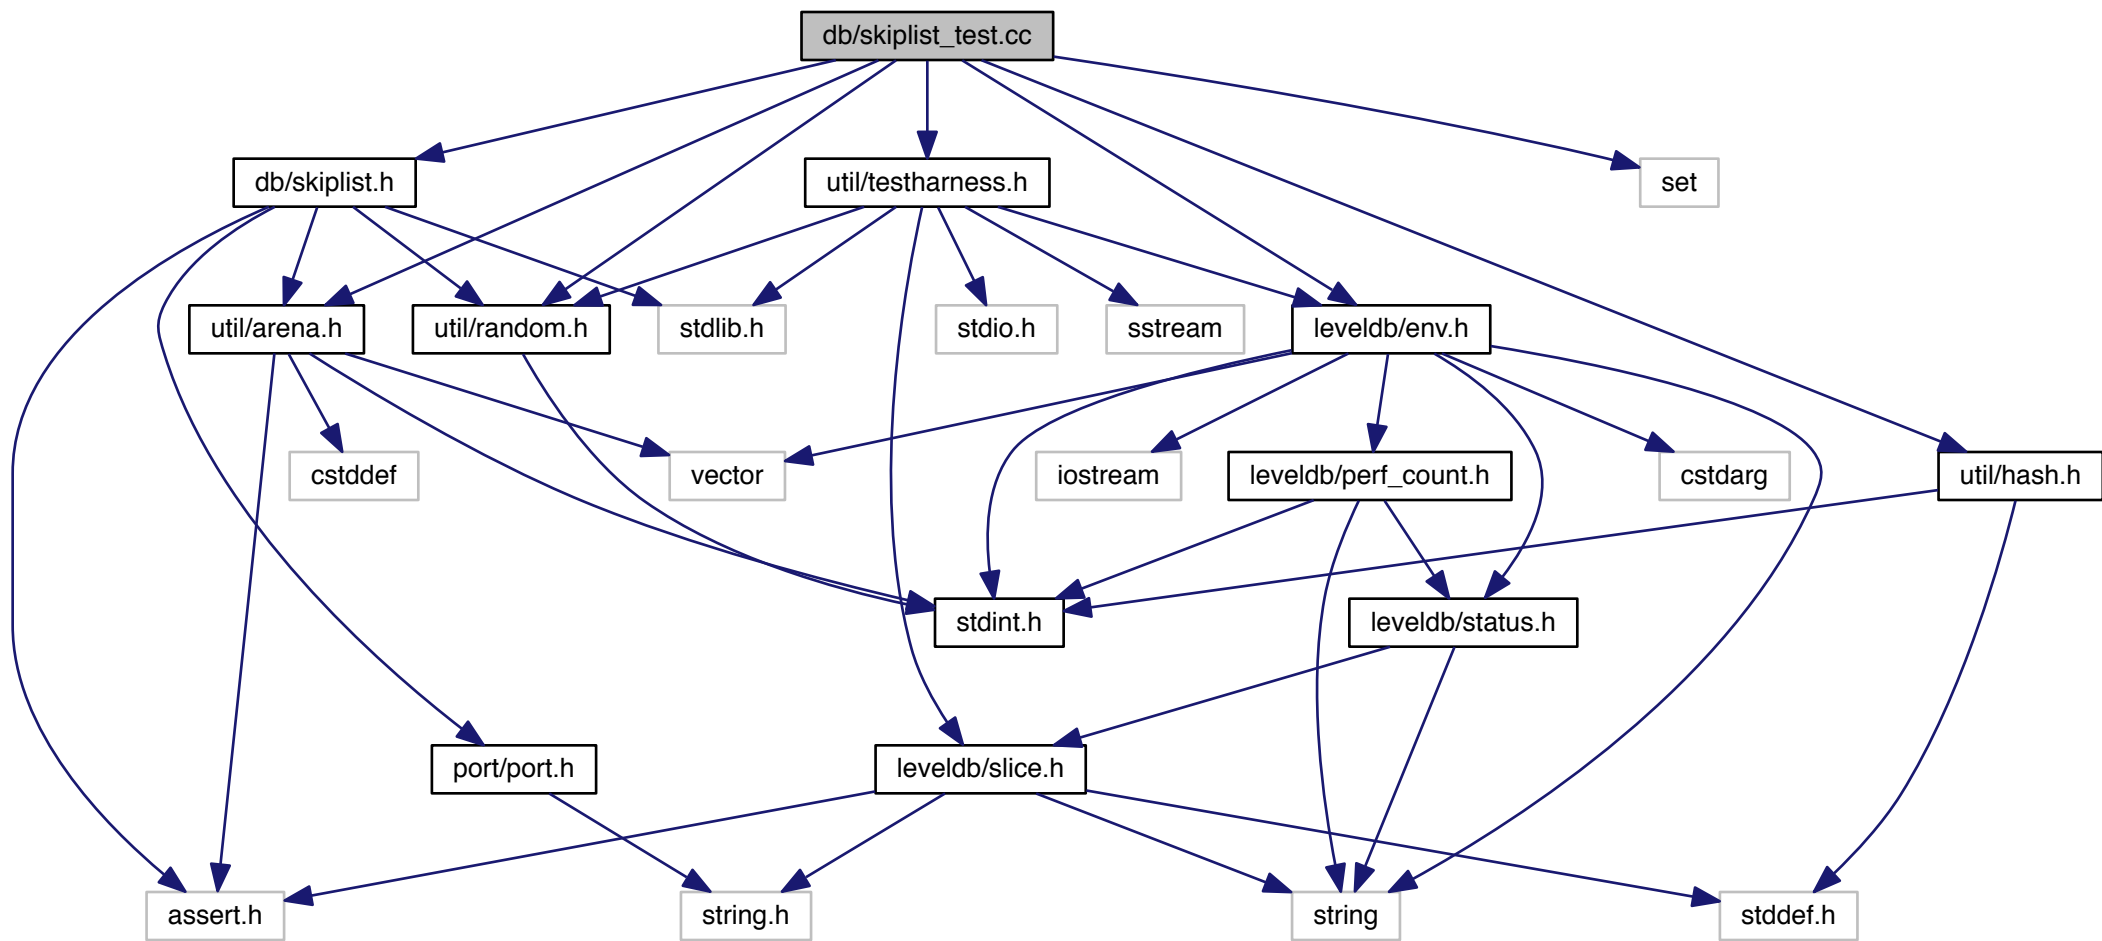 db/skiplist_test.cc
db/skiplist.h
util/testharness.h
set
util/arena.h
util/random.h
stdlib.h
stdio.h
sstream
leveldb/env.h
cstddef
vector
iostream
leveldb/perf_count.h
cstdarg
util/hash.h
stdint.h
leveldb/status.h
port/port.h
leveldb/slice.h
assert.h
string.h
string
stddef.h